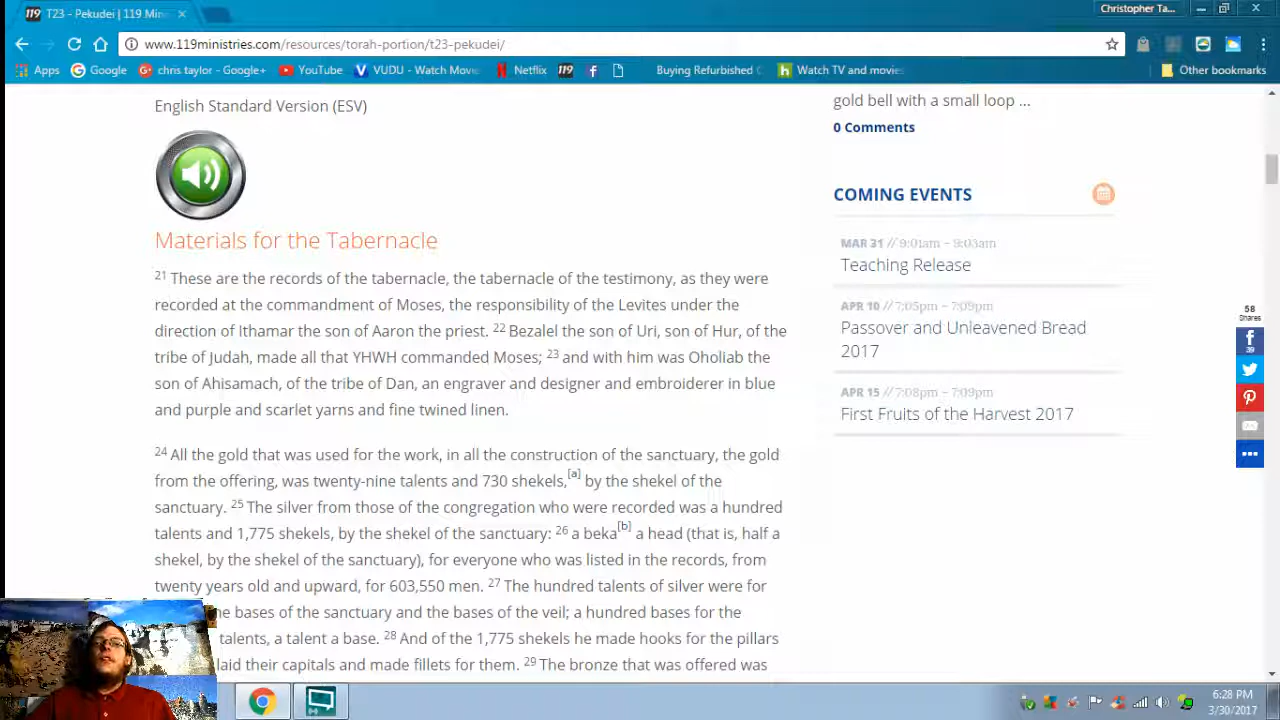 119 T23 - Pekudei | 119 Min
Christopher Ta...
www.119ministries.com/resources/torah-portion/t23-pekudei/
Apps
Google
chris taylor - Google+
YouTube
VUDU - Watch Movie
Netflix
119
Buying Refurbished
Watch TV and movies
Other bookmarks
English Standard Version (ESV)
Materials for the Tabernacle
21 These are the records of the tabernacle, the tabernacle of the testimony, as they were
recorded at the commandment of Moses, the responsibility of the Levites under the
direction of Ithamar the son of Aaron the priest. 22 Bezalel the son of Uri, son of Hur, of the
tribe of Judah, made all that YHWH commanded Moses; 23 and with him was Oholiab the
son of Ahisamach, of the tribe of Dan, an engraver and designer and embroiderer in blue
and purple and scarlet yarns and fine twined linen.
24 All the gold that was used for the work, in all the construction of the sanctuary, the gold
from the offering, was twenty-nine talents and 730 shekels,[a] by the shekel of the
sanctuary. 25 The silver from those of the congregation who were recorded was a hundred
talents and 1,775 shekels, by the shekel of the sanctuary: 26 a beka[b] a head (that is, half a
shekel, by the shekel of the sanctuary), for everyone who was listed in the records, from
twenty years old and upward, for 603,550 men. 27 The hundred talents of silver were for
he bases of the sanctuary and the bases of the veil; a hundred bases for the
talents, a talent a base. 28 And of the 1,775 shekels he made hooks for the pillars
laid their capitals and made fillets for them. 29 The bronze that was offered was
gold bell with a small loop ...
0 Comments
COMING EVENTS
MAR 31 // 9:01am - 9:03am
Teaching Release
APR 10 // 7:05pm - 7:09pm
Passover and Unleavened Bread
2017
APR 15 // 7:08pm - 7:09pm
First Fruits of the Harvest 2017
58
Shares
39
6:28 PM
3/30/2017